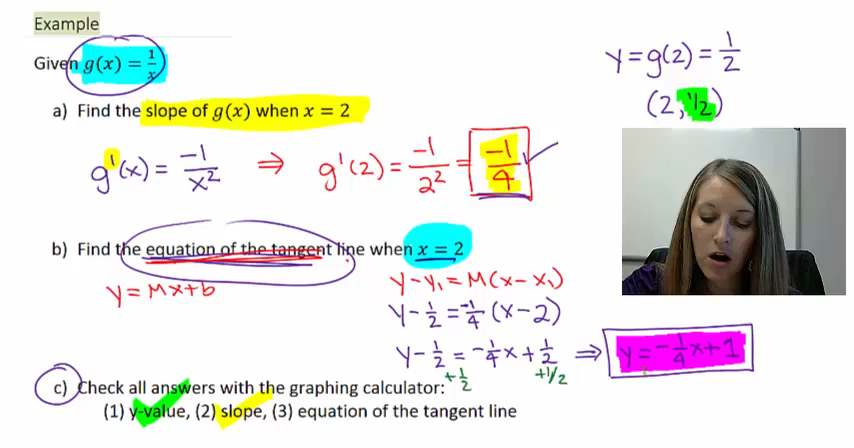 Example
y = g(2) = 1/2
Given g(x) = 1/x
(2, 1/2)
a) Find the slope of g(x) when x = 2
g'(x) = -1/x² ⇒ g'(2) = -1/2² = -1/4 ✓
b) Find the equation of the tangent line when x = 2
y = mx+b
y - y₁ = m(x - x₁)
y - 1/2 = -1/4 (x - 2)
y - 1/2 = -1/4 x + 1/2 ⇒ y = -1/4 x + 1
+1/2 +1/2
c) Check all answers with the graphing calculator:
(1) y-value, (2) slope, (3) equation of the tangent line